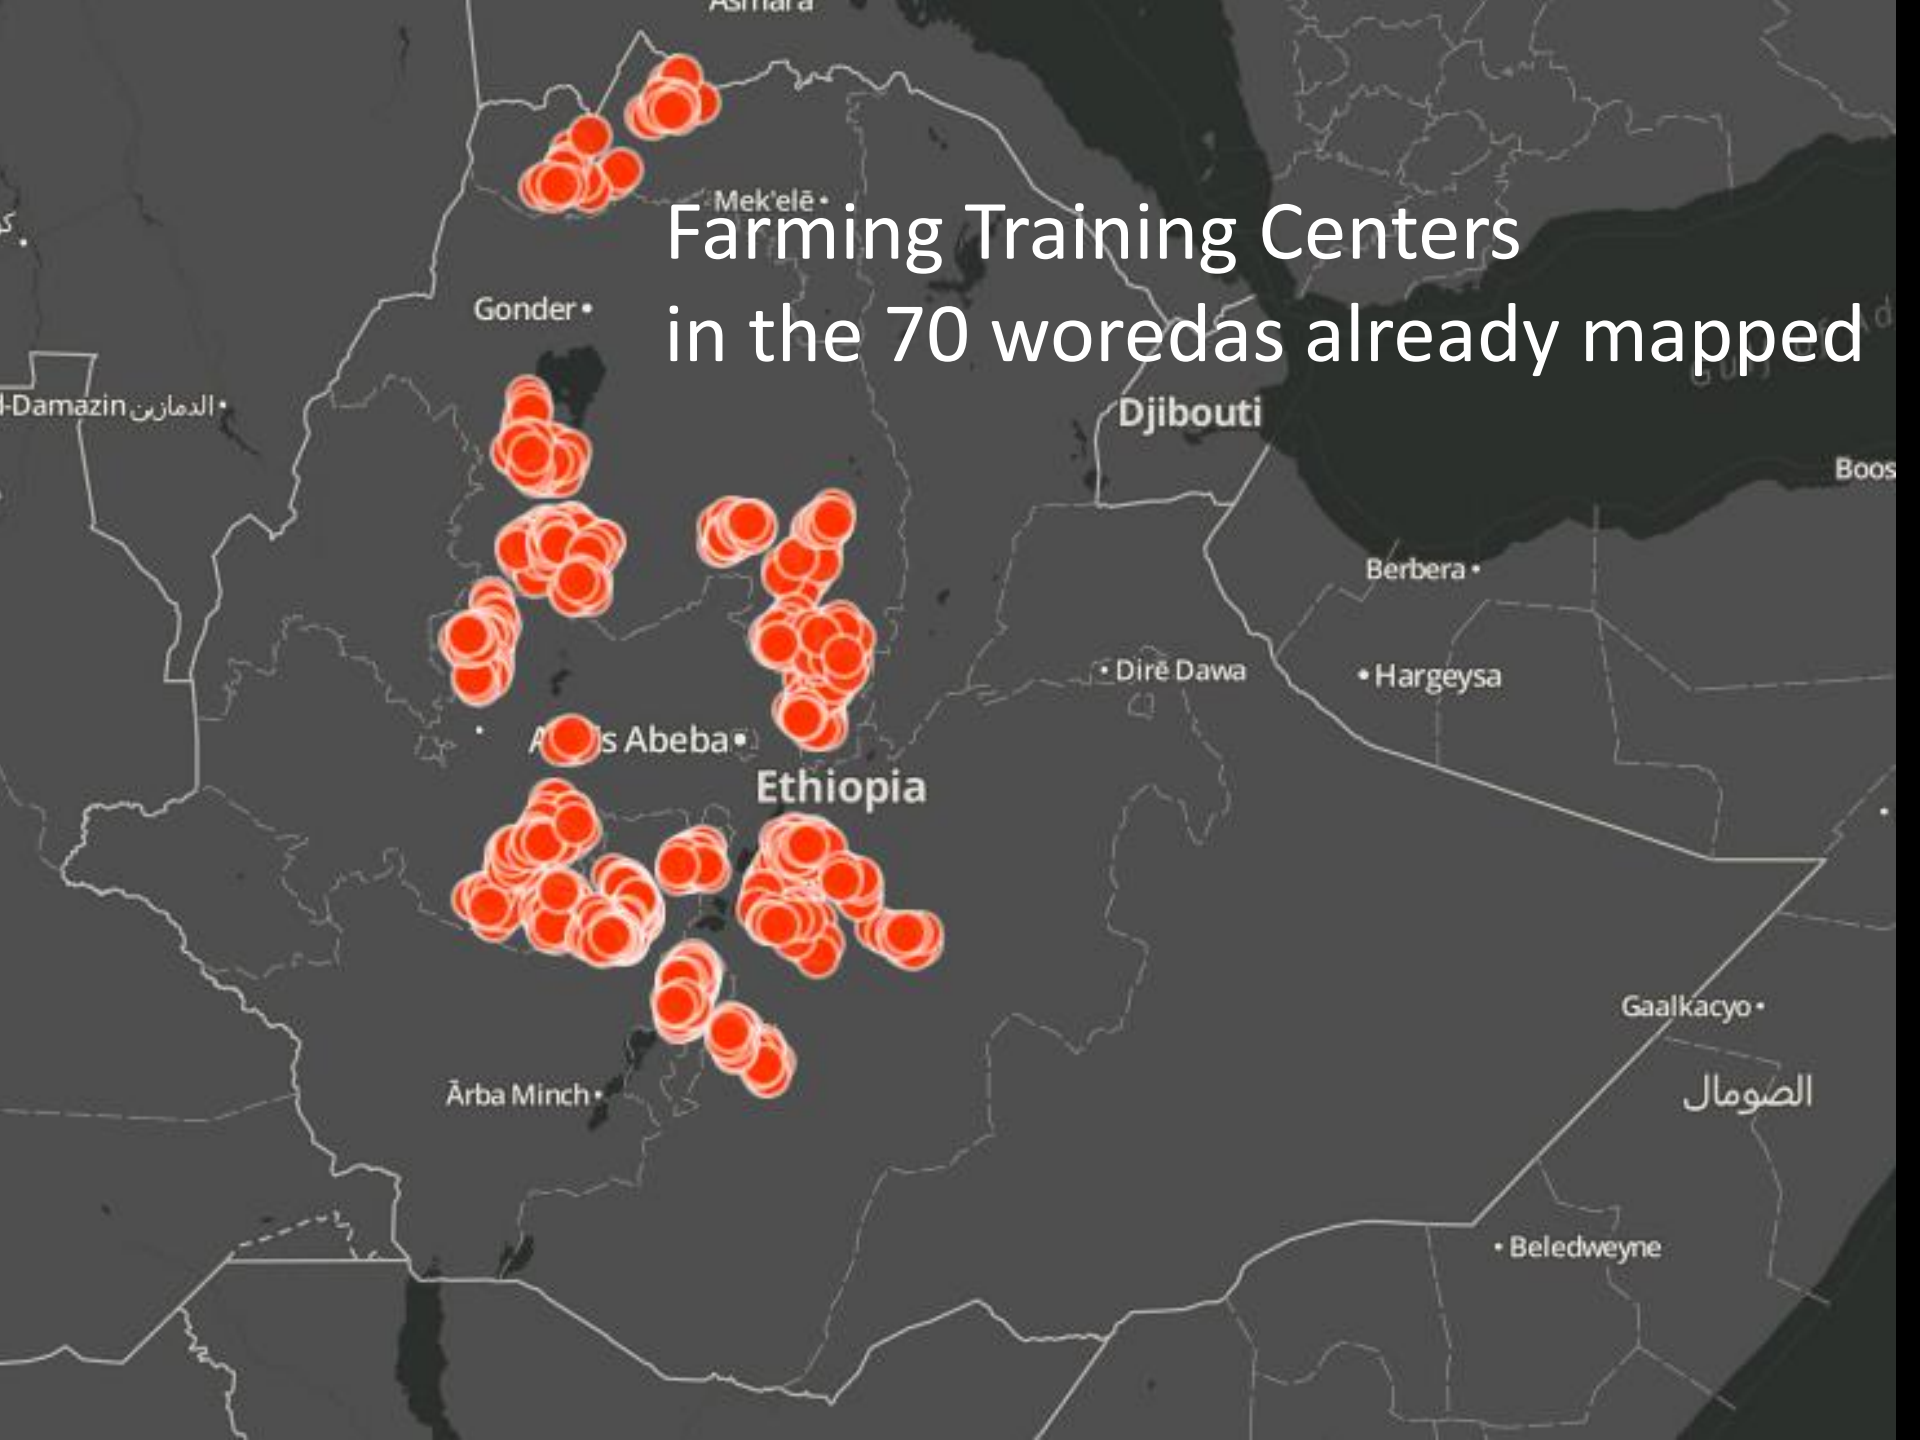 Asmara
Mek'elē
Farming Training Centers
in the 70 woredas already mapped
Gonder
Djibouti
l-Damazin الدمازين
Boos
Berbera
Dirē Dawa
Hargeysa
s Abeba
Ethiopia
Gaalkacyo
الصومال
Ārba Minch
Beledweyne